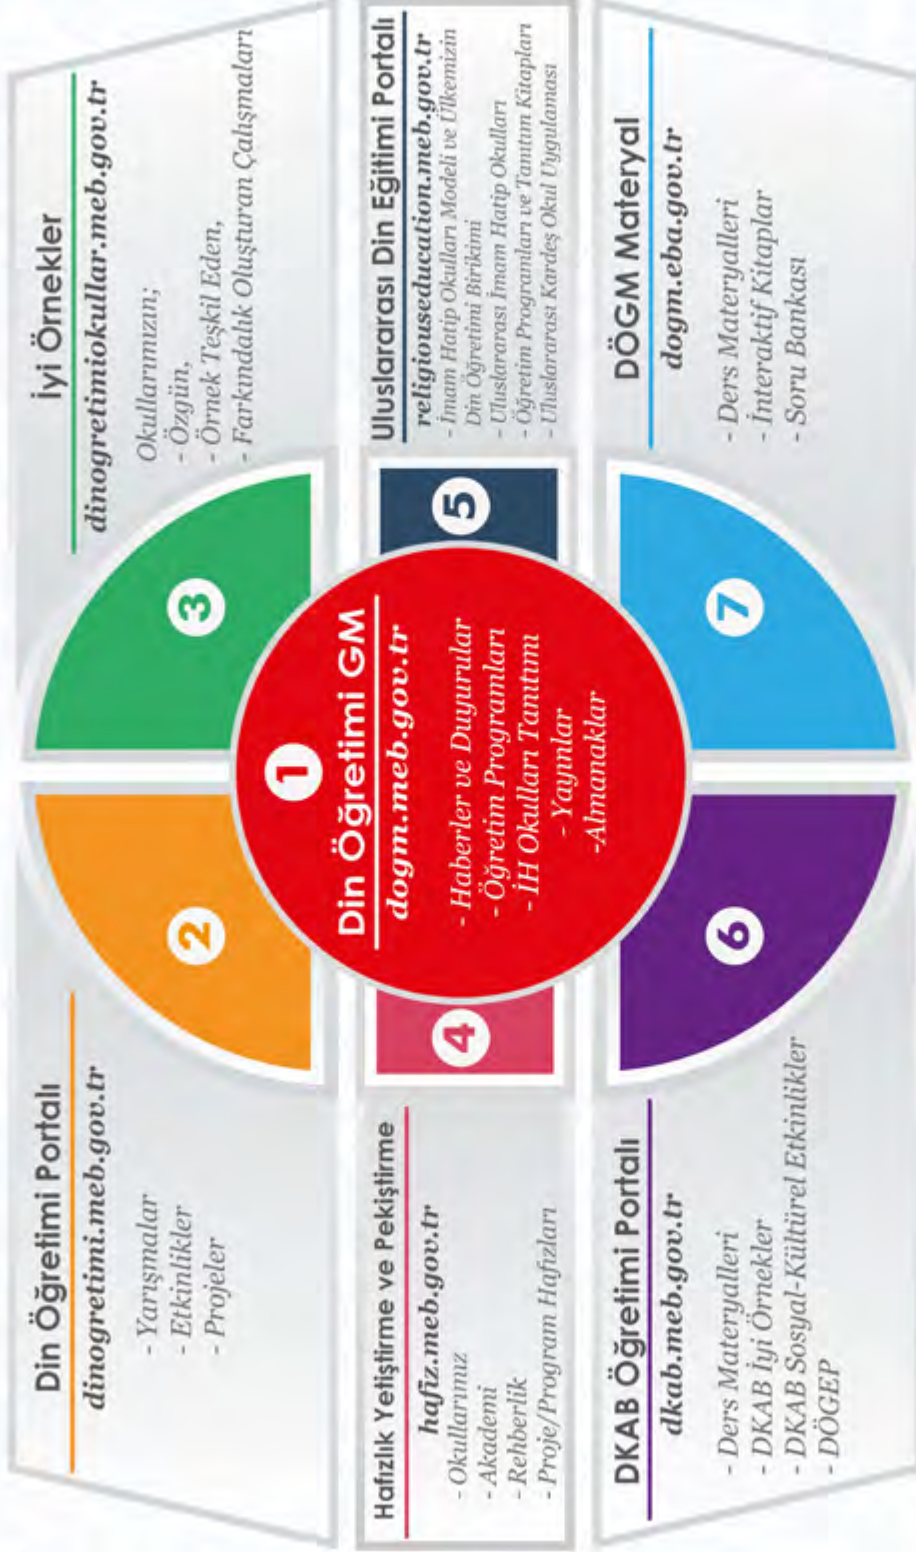 1
Din Öğretimi GM
dogm.meb.gov.tr
- Haberler ve Duyurular
- Öğretim Programları
- İH Okulları Tanıtımı
- Yayınlar
-Almanaklar
2
Din Öğretimi Portalı
dinogretimi.meb.gov.tr
- Yarışmalar
- Etkinlikler
- Projeler
3
İyi Örnekler
dinogretimiokullar.meb.gov.tr
Okullarımızın;
- Özgün,
- Örnek Teşkil Eden,
- Farkındalık Oluşturan Çalışmaları
4
Hafızlık Yetiştirme ve Pekiştirme
hafiz.meb.gov.tr
- Okullarımız
- Akademi
- Rehberlik
- Proje/Program Hafızları
5
Uluslararası Din Eğitimi Portalı
religiouseducation.meb.gov.tr
- İmam Hatip Okulları Modeli ve Ülkemizin
Din Öğretimi Birikimi
- Uluslararası İmam Hatip Okulları
- Öğretim Programları ve Tanıtım Kitapları
- Uluslararası Kardeş Okul Uygulaması
6
DKAB Öğretimi Portalı
dkab.meb.gov.tr
- Ders Materyalleri
- DKAB İyi Örnekler
- DKAB Sosyal-Kültürel Etkinlikler
- DÖGEP
7
DÖGM Materyal
dogm.eba.gov.tr
- Ders Materyalleri
- İnteraktif Kitaplar
- Soru Bankası